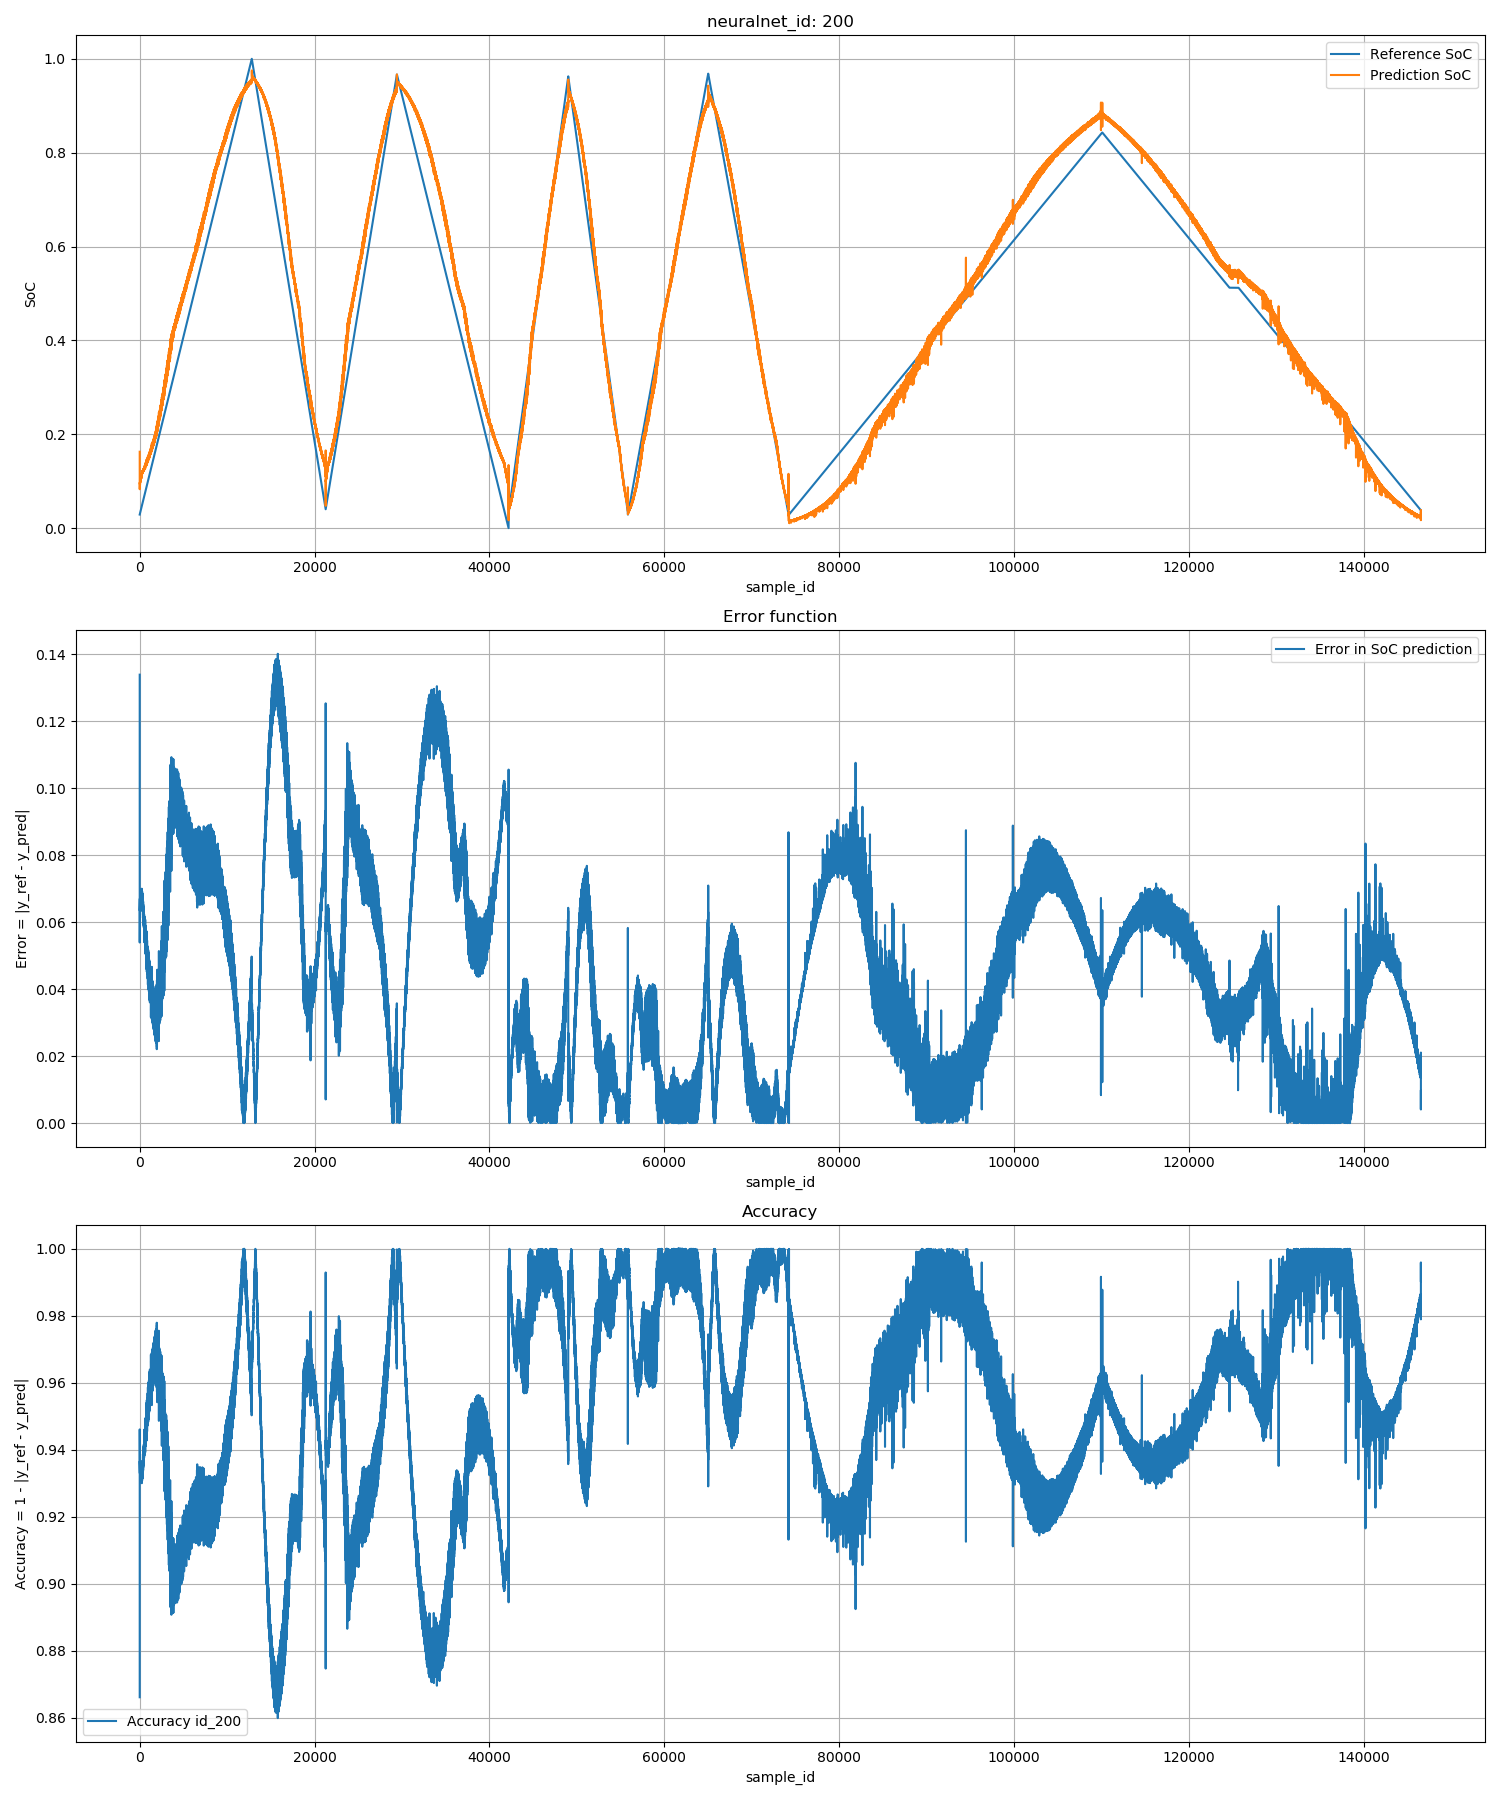 neuralnet_id: 200
Reference SoC
Prediction SoC
SoC
1.0
0.8
0.6
0.4
0.2
0.0
0 20000 40000 60000 80000 100000 120000 140000
sample_id
Error function
Error in SoC prediction
Error = |y_ref - y_pred|
0.14
0.12
0.10
0.08
0.06
0.04
0.02
0.00
0 20000 40000 60000 80000 100000 120000 140000
sample_id
Accuracy
Accuracy = 1 - |y_ref - y_pred|
1.00
0.98
0.96
0.94
0.92
0.90
0.88
0.86
Accuracy id_200
0 20000 40000 60000 80000 100000 120000 140000
sample_id